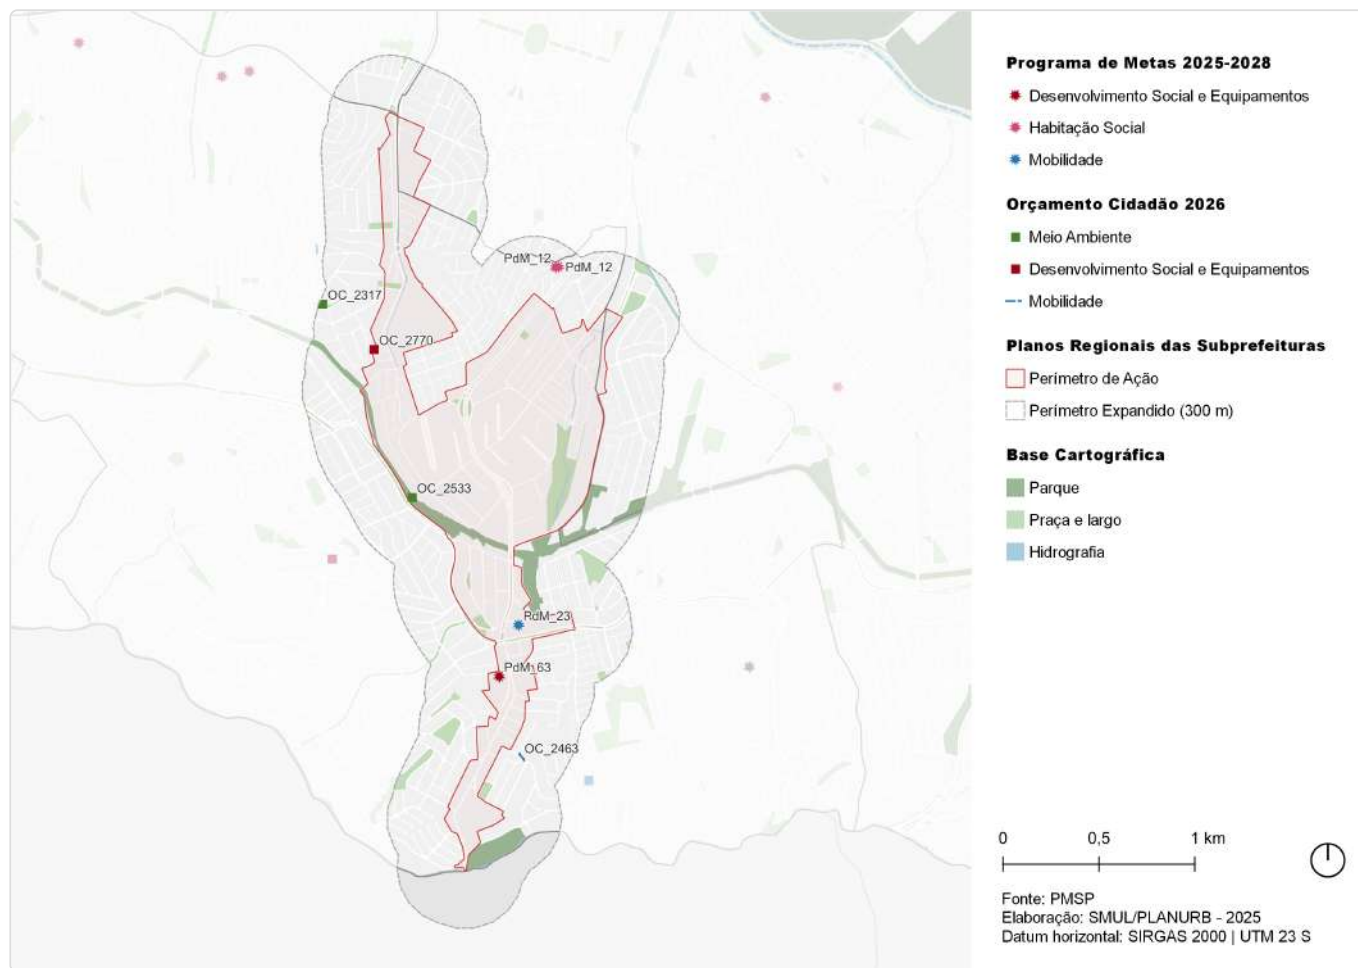 PdM_12
PdM_12
OC_2317
OC_2770
OC_2533
RdM_23
PdM_63
OC_2463
Programa de Metas 2025-2028
Desenvolvimento Social e Equipamentos
Habitação Social
Mobilidade
Orçamento Cidadão 2026
Meio Ambiente
Desenvolvimento Social e Equipamentos
Mobilidade
Planos Regionais das Subprefeituras
Perímetro de Ação
Perímetro Expandido (300 m)
Base Cartográfica
Parque
Praça e largo
Hidrografia
0 0,5 1 km
Fonte: PMSP
Elaboração: SMUL/PLANURB - 2025
Datum horizontal: SIRGAS 2000 | UTM 23 S